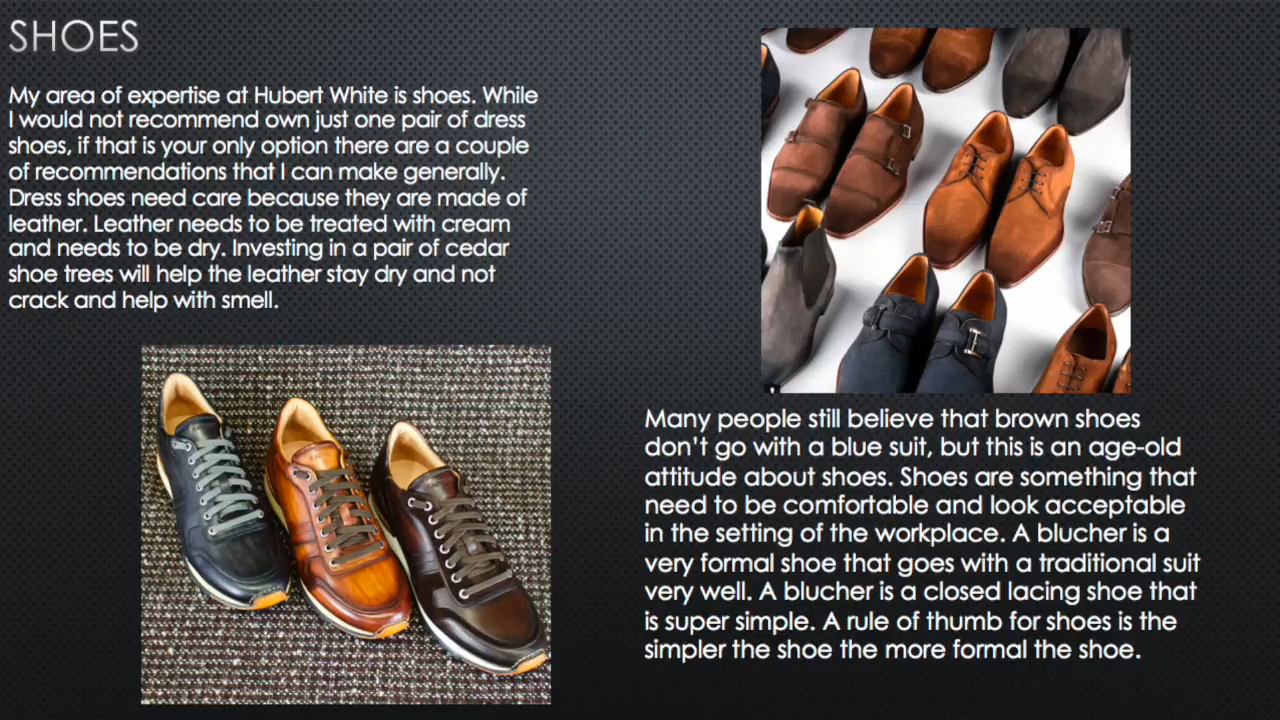 SHOES
My area of expertise at Hubert White is shoes. While
I would not recommend own just one pair of dress
shoes, if that is your only option there are a couple
of recommendations that I can make generally.
Dress shoes need care because they are made of
leather. Leather needs to be treated with cream
and needs to be dry. Investing in a pair of cedar
shoe trees will help the leather stay dry and not
crack and help with smell.
Many people still believe that brown shoes
don't go with a blue suit, but this is an age-old
attitude about shoes. Shoes are something that
need to be comfortable and look acceptable
in the setting of the workplace. A blucher is a
very formal shoe that goes with a traditional suit
very well. A blucher is a closed lacing shoe that
is super simple. A rule of thumb for shoes is the
simpler the shoe the more formal the shoe.